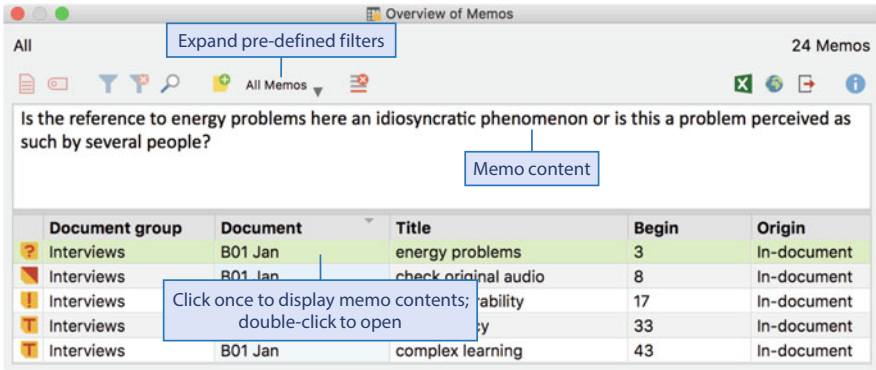 Overview of Memos
All
Expand pre-defined filters
24 Memos
All Memos
Is the reference to energy problems here an idiosyncratic phenomenon or is this a problem perceived as
such by several people?
Memo content
Document group Document Title Begin Origin
? Interviews B01 Jan energy problems 3 In-document
Interviews B01 Jan check original audio 8 In-document
! Interviews 17 In-document
Click once to display memo contents;
double-click to open
T Interviews 33 In-document
T Interviews B01 Jan complex learning 43 In-document